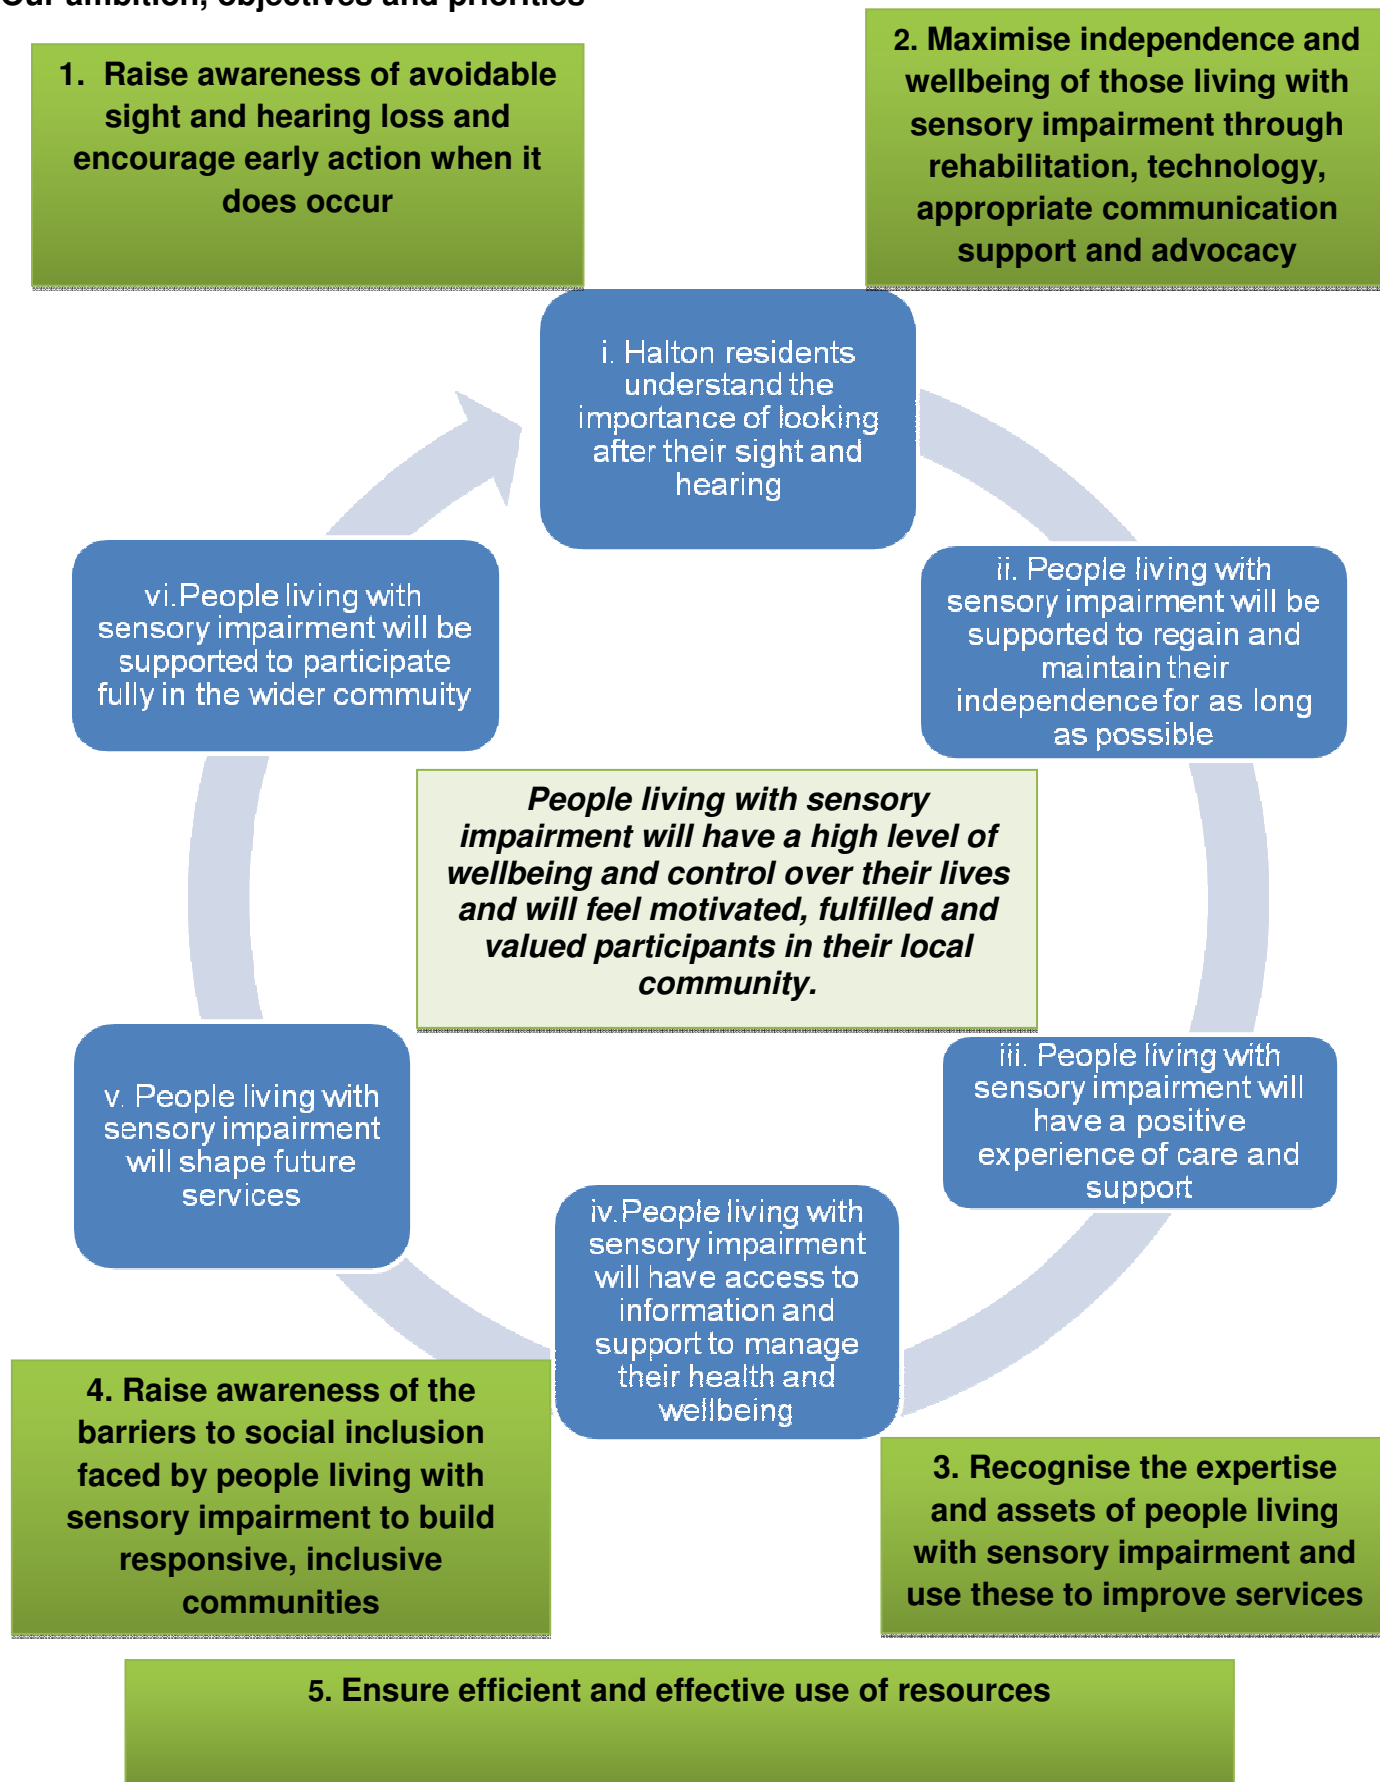 Our ambition, objectives and priorities
1. Raise awareness of avoidable
sight and hearing loss and
encourage early action when it
does occur
2. Maximise independence and
wellbeing of those living with
sensory impairment through
rehabilitation, technology,
appropriate communication
support and advocacy
i. Halton residents
understand the
importance of looking
after their sight and
hearing
ii. People living with
sensory impairment will be
supported to regain and
maintain their
independence for as long
as possible
vi.People living with
sensory impairment will be
supported to participate
fully in the wider commuity
People living with sensory
impairment will have a high level of
wellbeing and control over their lives
and will feel motivated, fulfilled and
valued participants in their local
community.
iii. People living with
sensory impairment will
have a positive
experience of care and
support
v. People living with
sensory impairment
will shape future
services
iv.People living with
sensory impairment
will have access to
information and
support to manage
their health and
wellbeing
4. Raise awareness of the
barriers to social inclusion
faced by people living with
sensory impairment to build
responsive, inclusive
communities
3. Recognise the expertise
and assets of people living
with sensory impairment and
use these to improve services
5. Ensure efficient and effective use of resources